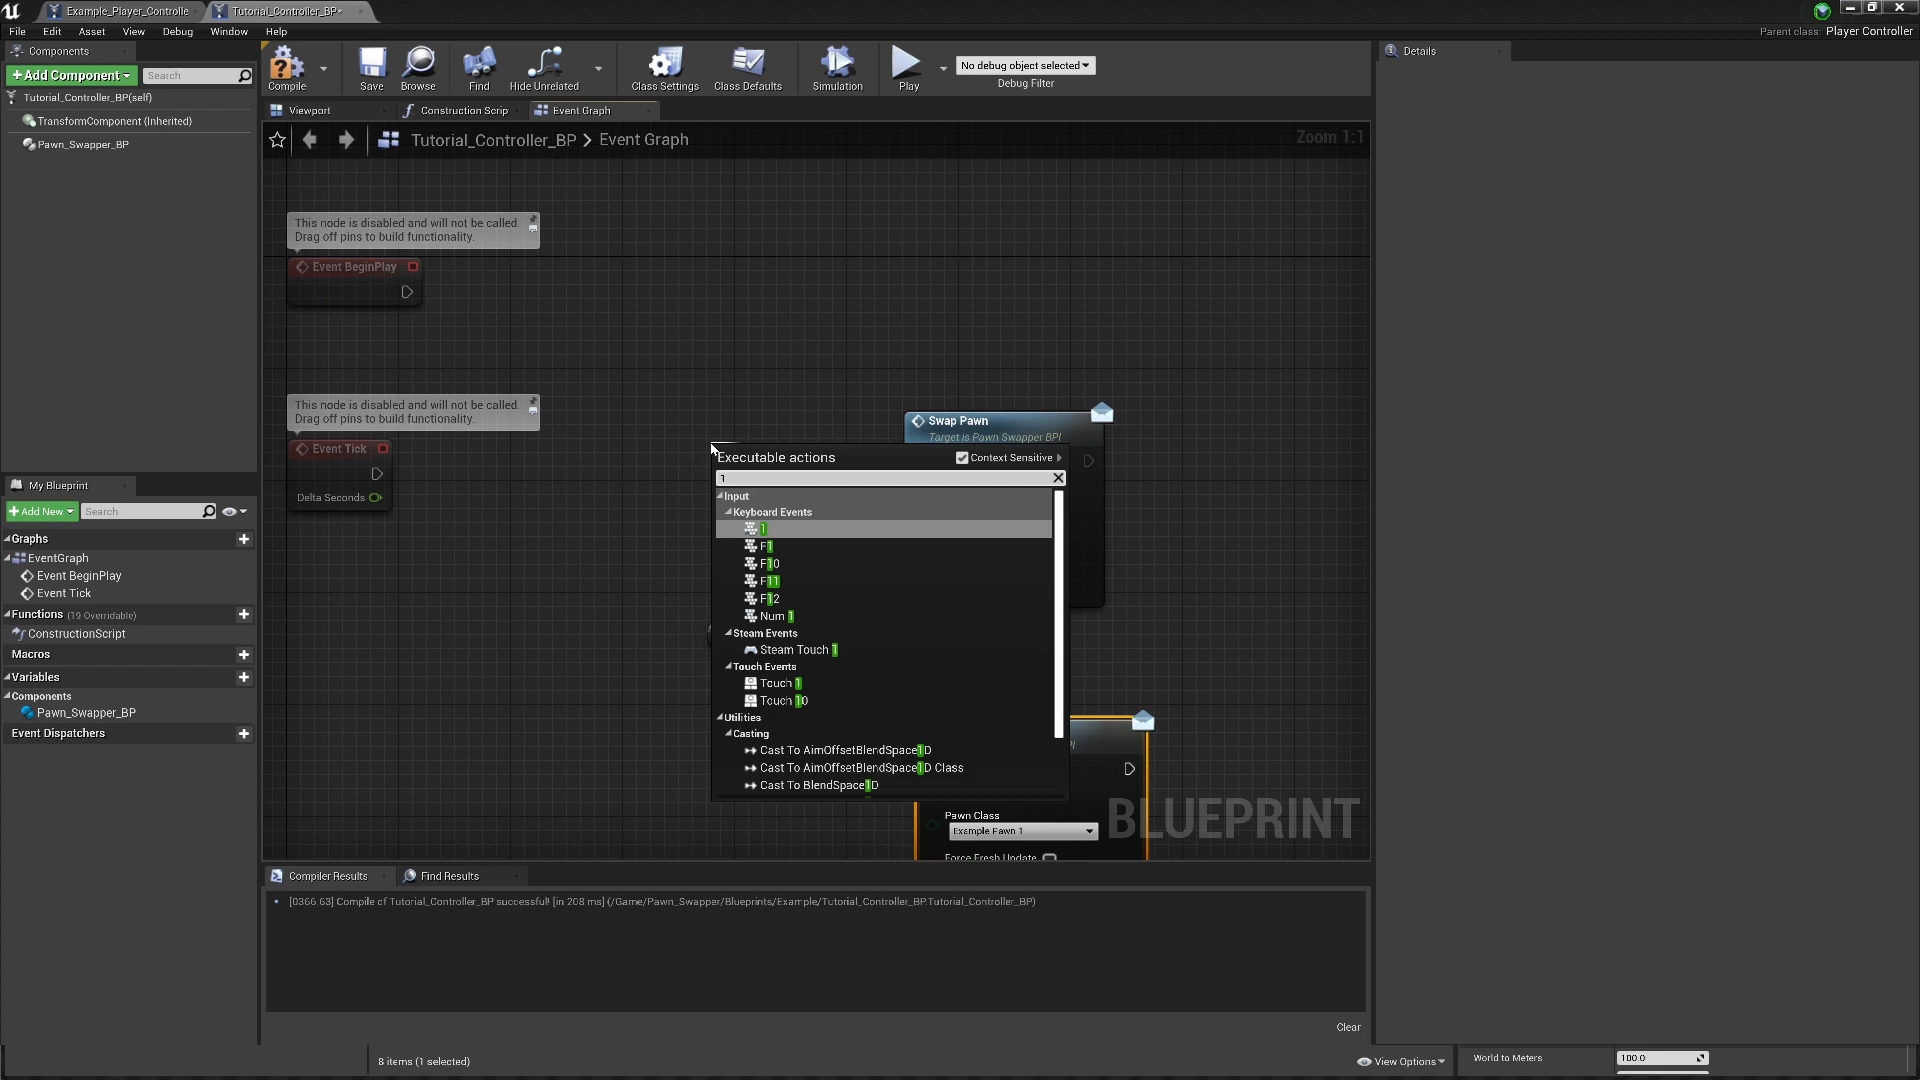 Example_Player_Controlle
Tutorial_Controller_BP*
File
Edit
Asset
View
Debug
Window
Help
Parent class: Player Controller
Components
+Add Component
Search
Tutorial_Controller_BP(self)
TransformComponent (Inherited)
Pawn_Swapper_BP
Compile
Save
Browse
Find
Hide Unrelated
Class Settings
Class Defaults
Simulation
Play
No debug object selected
Debug Filter
Details
Viewport
Construction Scrip
Event Graph
Tutorial_Controller_BP > Event Graph
Zoom 1:1
This node is disabled and will not be called.
Drag off pins to build functionality.
Event BeginPlay
This node is disabled and will not be called.
Drag off pins to build functionality.
Event Tick
Delta Seconds
Swap Pawn
Target is Pawn Swapper BPI
Executable actions
Context Sensitive
1
Input
Keyboard Events
1
F1
F10
F11
F12
Num 1
Steam Events
Steam Touch 1
Touch Events
Touch 1
Touch 10
Utilities
Casting
Cast To AimOffsetBlendSpace1D
Cast To AimOffsetBlendSpace1D Class
Cast To BlendSpace1D
Pawn Class
Example Pawn 1
Force Fresh Update
BLUEPRINT
My Blueprint
+Add New
Search
Graphs
EventGraph
Event BeginPlay
Event Tick
Functions (19 Overridable)
ConstructionScript
Macros
Variables
Components
Pawn_Swapper_BP
Event Dispatchers
Compiler Results
Find Results
[0366.63] Compile of Tutorial_Controller_BP successful! [in 208 ms] (/Game/Pawn_Swapper/Blueprints/Example/Tutorial_Controller_BP.Tutorial_Controller_BP)
Clear
8 items (1 selected)
View Options
World to Meters
100.0